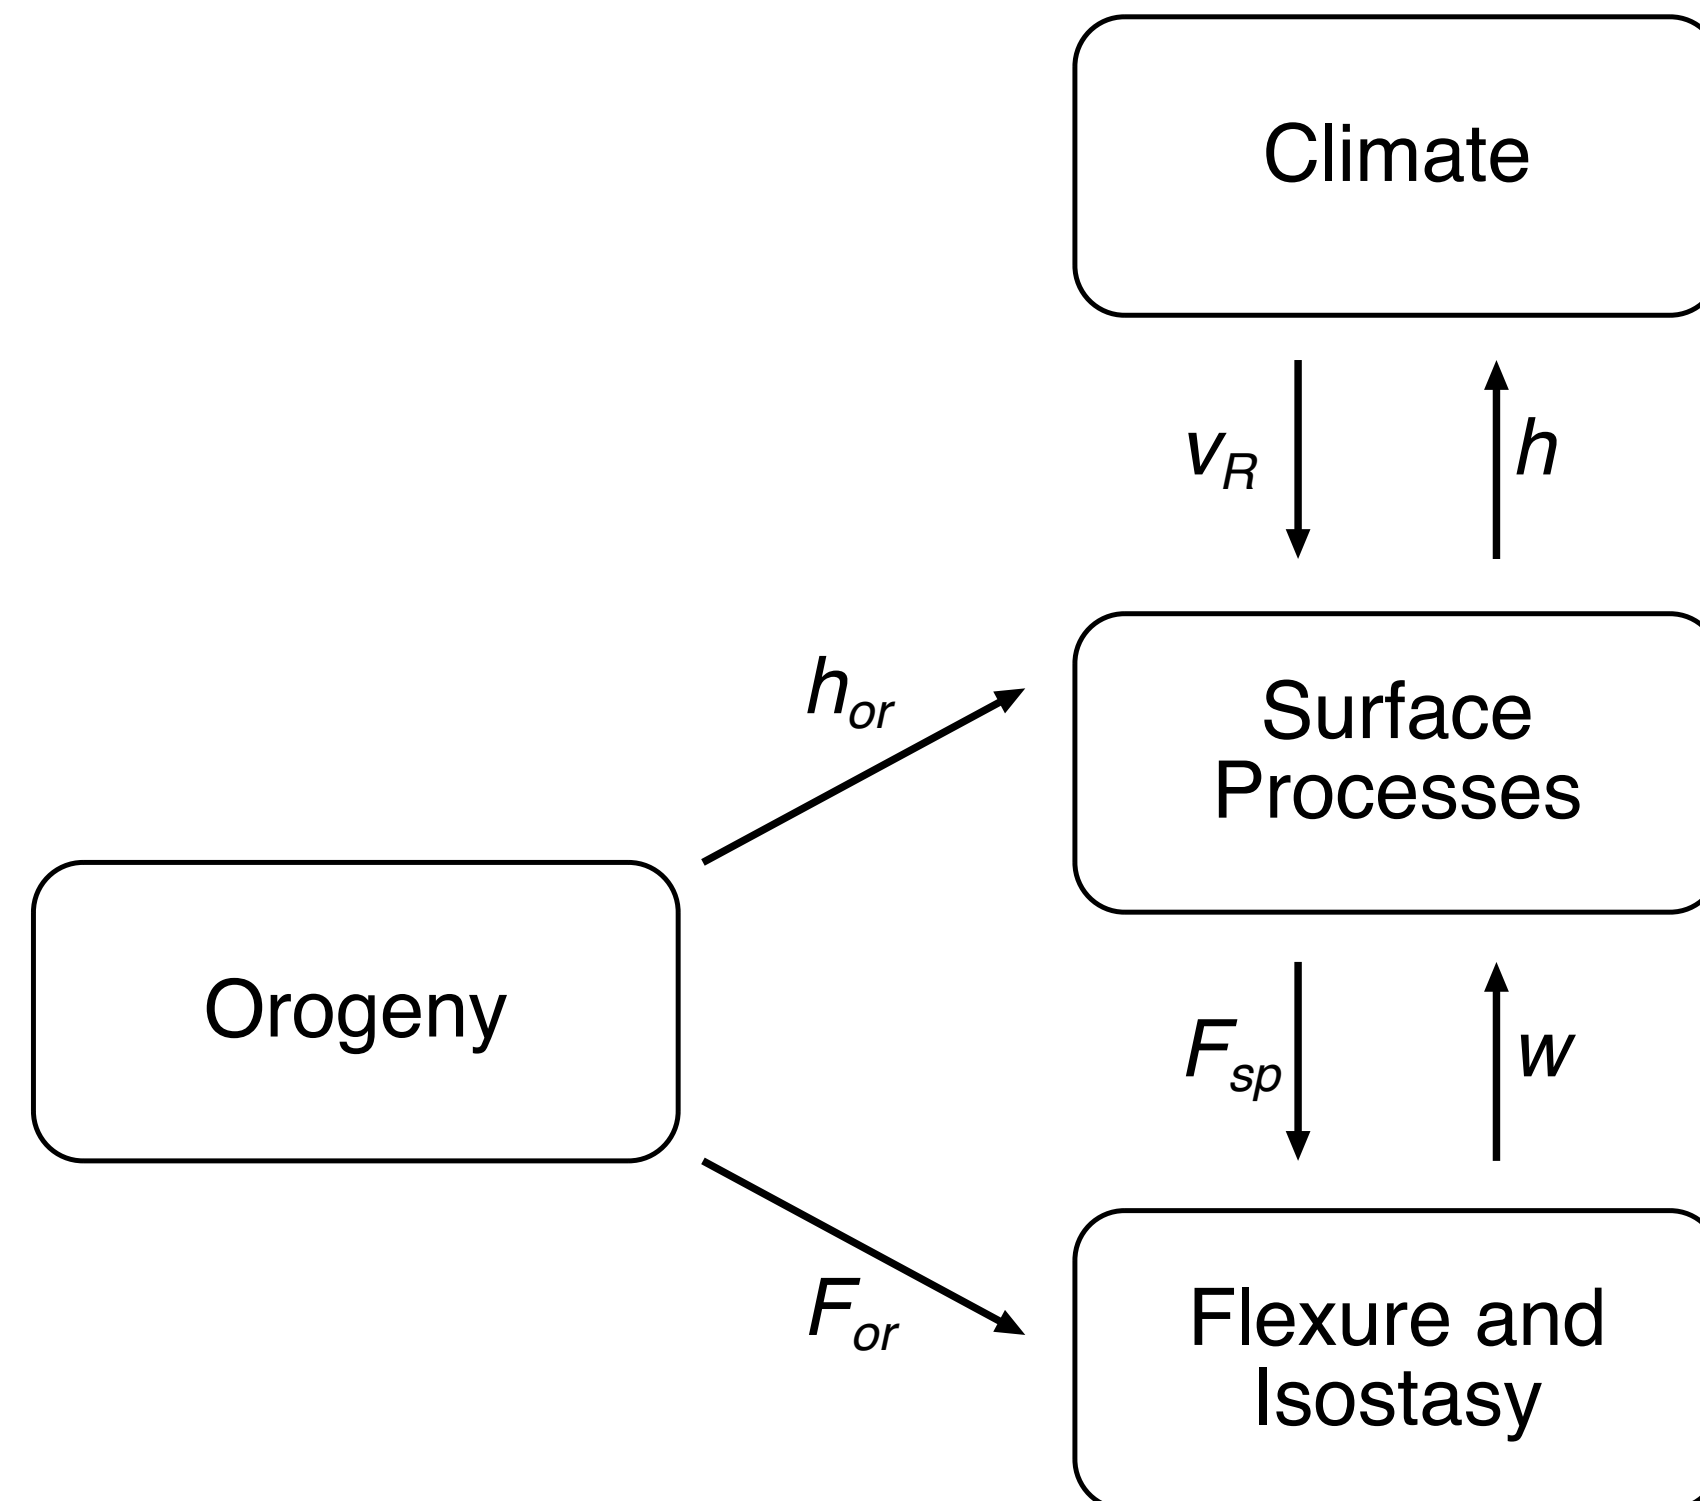 Climate
v_R
h
h_or
Surface
Processes
Orogeny
F_sp
w
F_or
Flexure and
Isostasy